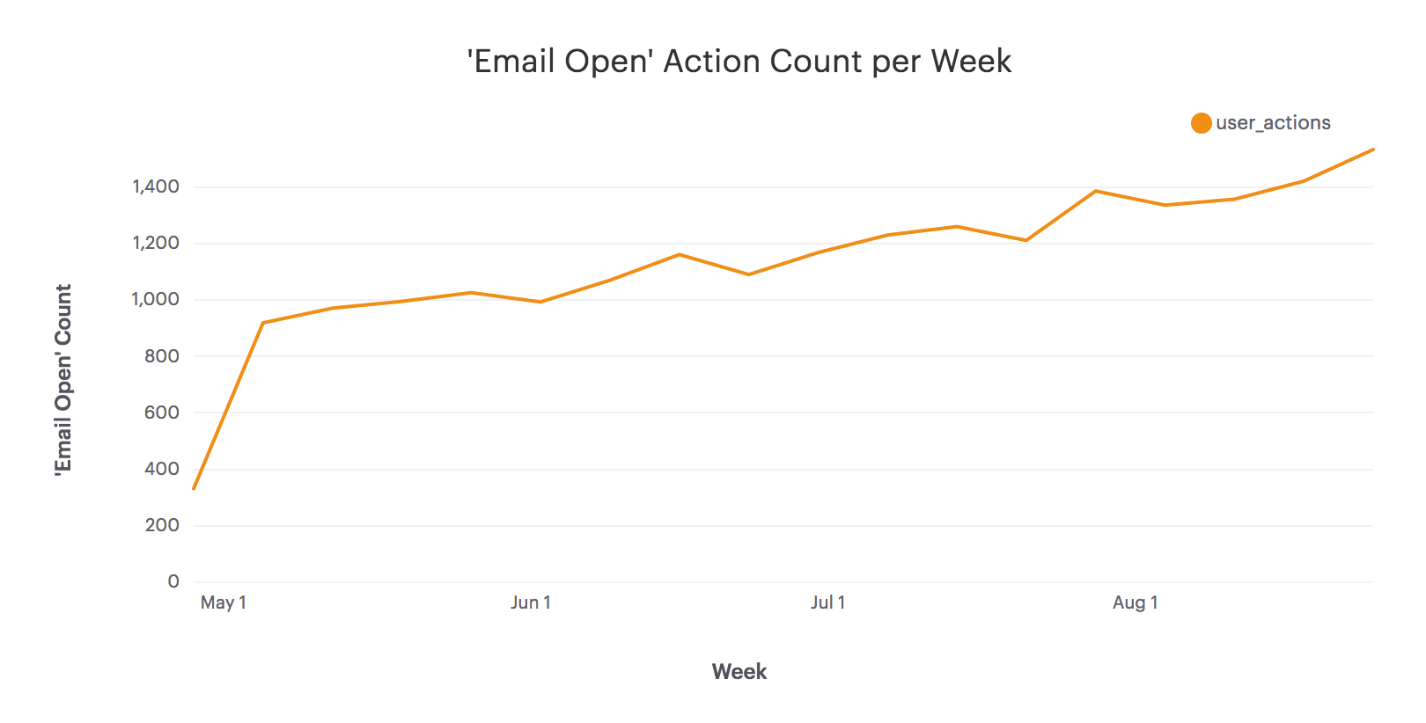 'Email Open' Action Count per Week
user_actions
1,400
1,200
1,000
800
600
400
200
0
'Email Open' Count
May 1
Jun 1
Jul 1
Aug 1
Week